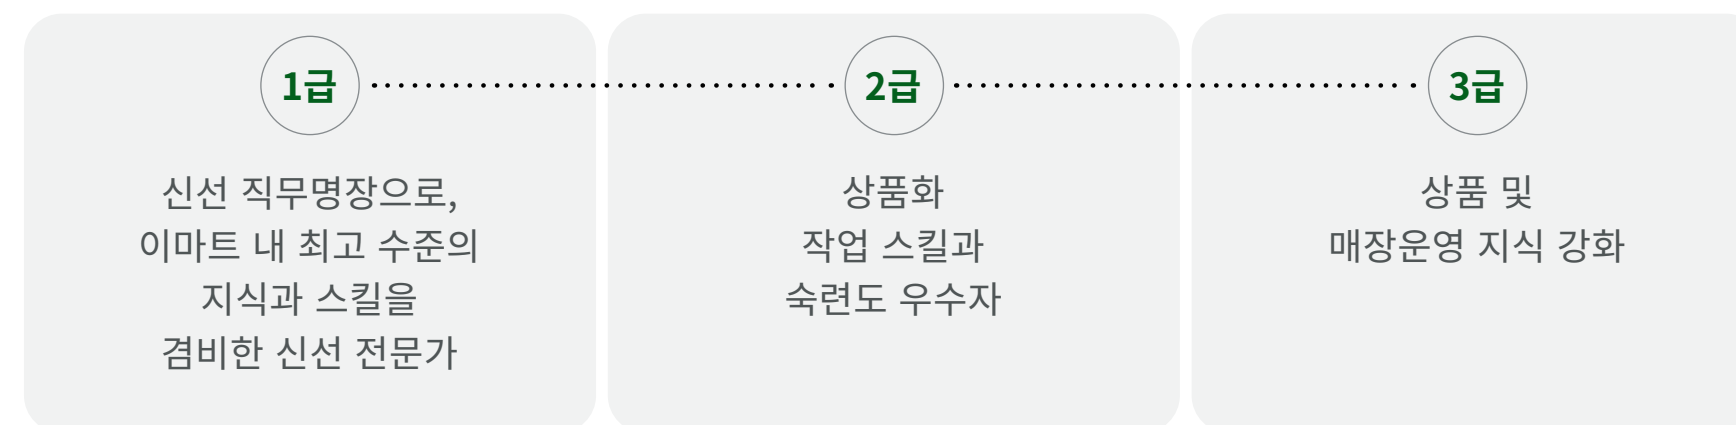 1급
신선 직무명장으로,
이마트 내 최고 수준의
지식과 스킬을
겸비한 신선 전문가
2급
상품화
작업 스킬과
숙련도 우수자
3급
상품 및
매장운영 지식 강화